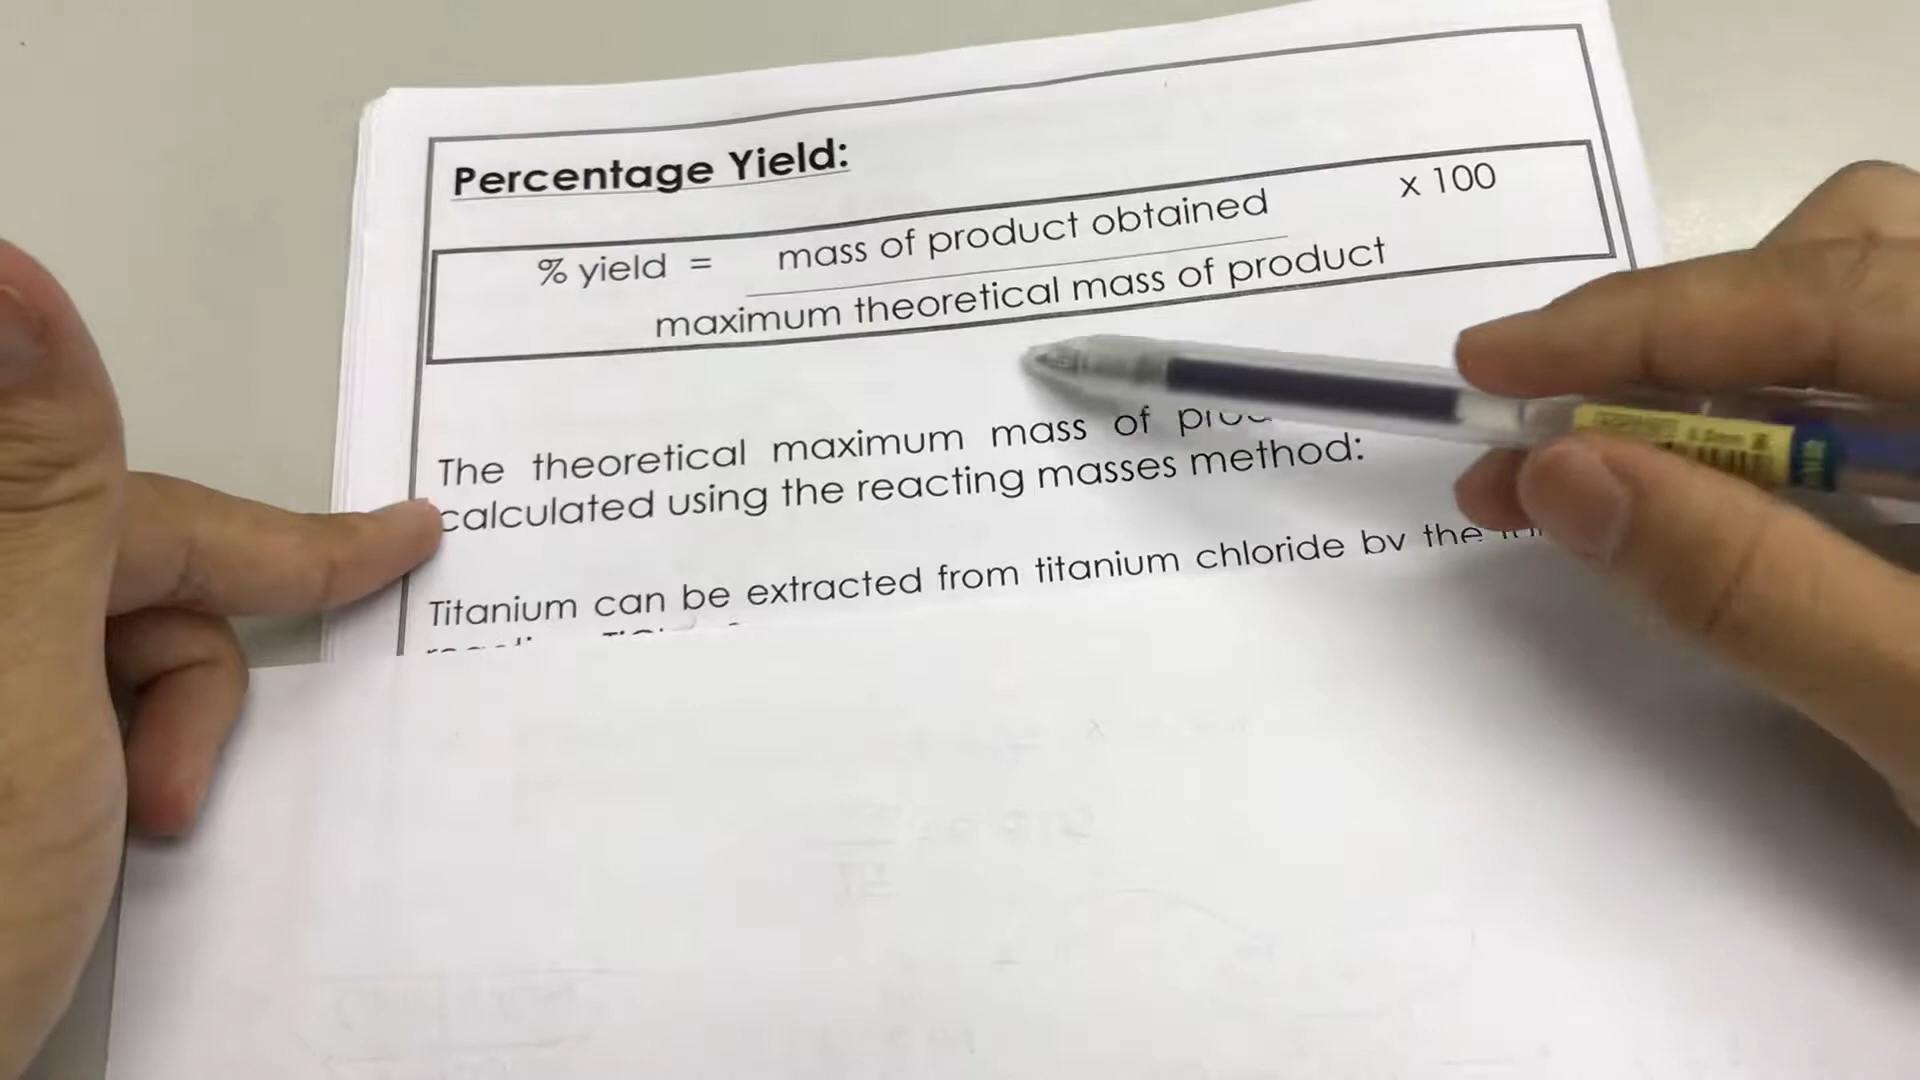 Percentage Yield:
% yield = mass of product obtained x 100
maximum theoretical mass of product
The theoretical maximum mass of
calculated using the reacting masses method:
Titanium can be extracted from titanium chloride by the